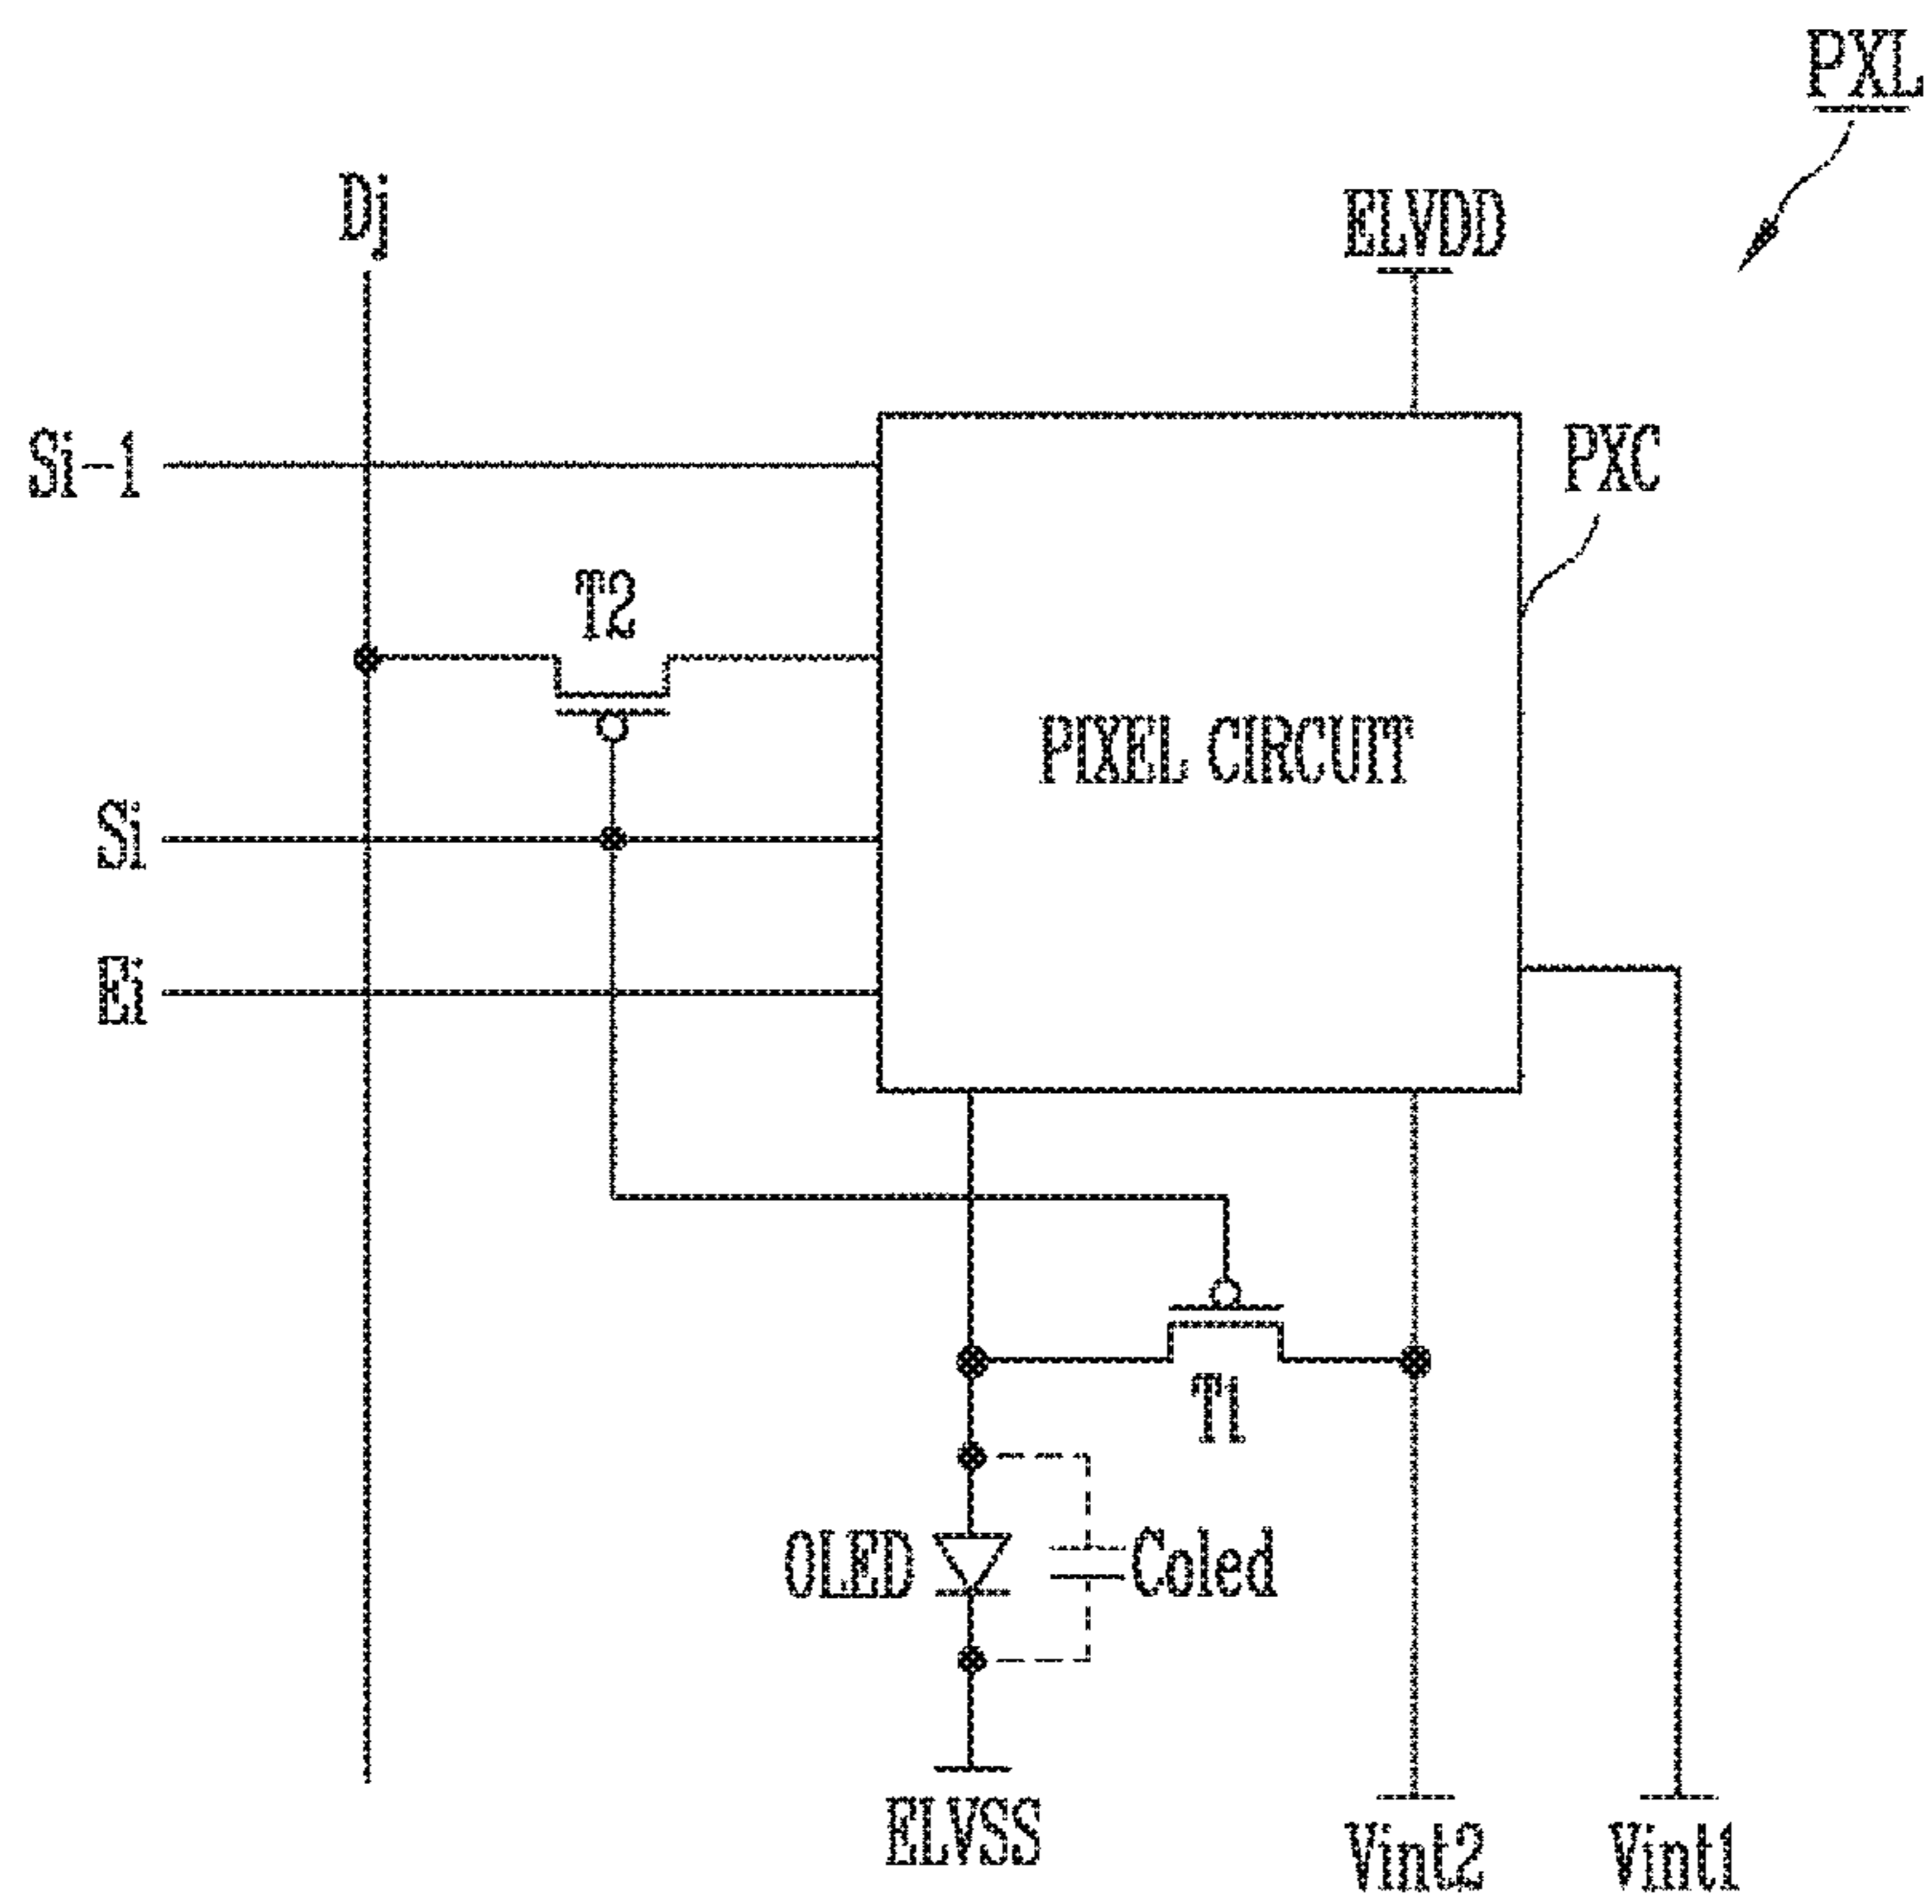 PXL
Dj
ELVDD
Si-1
PXC
T2
PIXEL CIRCUIT
Si
Ei
T1
OLED
Coled
ELVSS
Vint2
Vint1